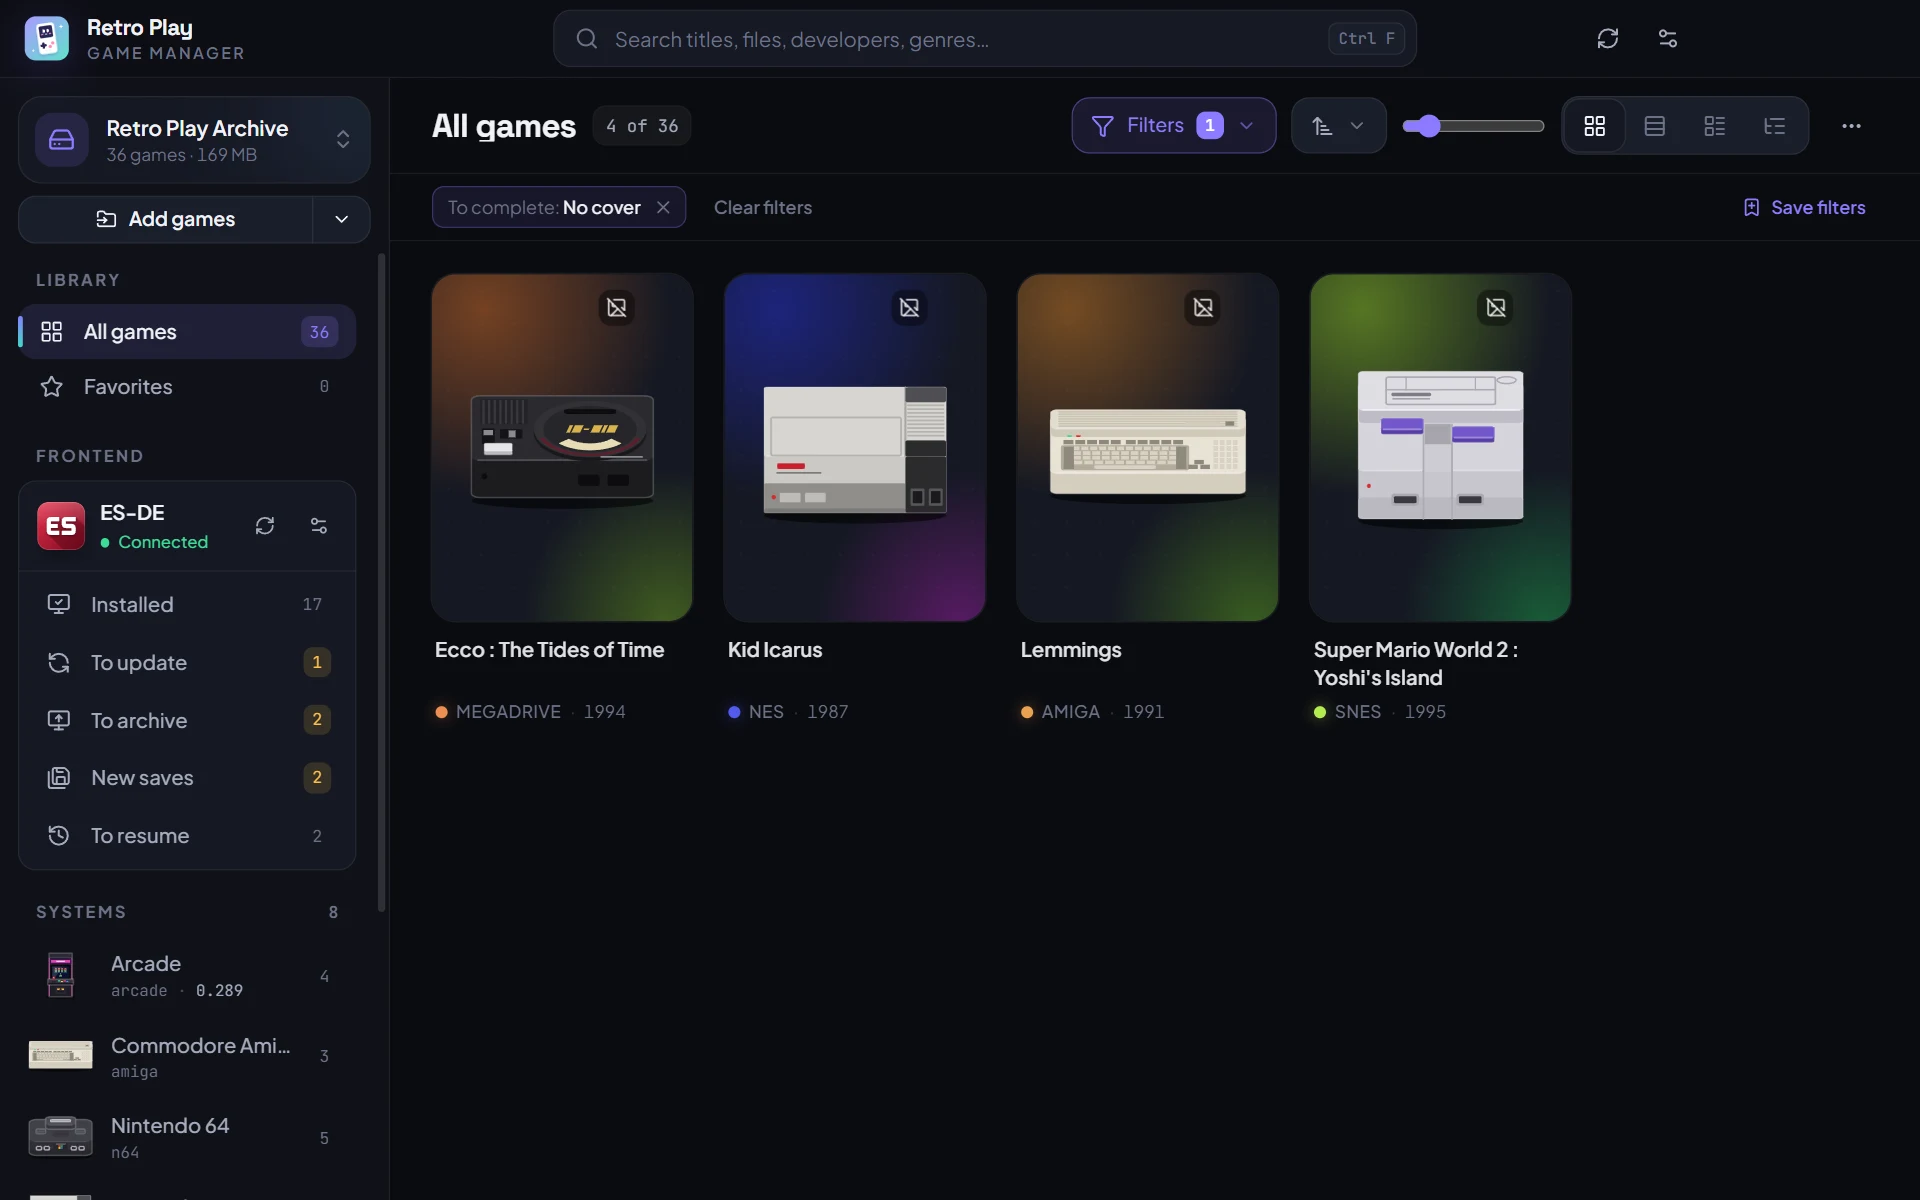 Retro Play
GAME MANAGER
Search titles, files, developers, genres...
Ctrl F
Retro Play Archive
36 games · 169 MB
Add games
LIBRARY
All games 36
Favorites 0
FRONTEND
ES
ES-DE
Connected
Installed 17
To update 1
To archive 2
New saves 2
To resume 2
SYSTEMS 8
Arcade
arcade · 0.289
4
Commodore Ami...
amiga
3
Nintendo 64
n64
5
All games
4 of 36
Filters 1
To complete: No cover
Clear filters
Save filters
Ecco : The Tides of Time
MEGADRIVE · 1994
Kid Icarus
NES · 1987
Lemmings
AMIGA · 1991
Super Mario World 2 :
Yoshi's Island
SNES · 1995